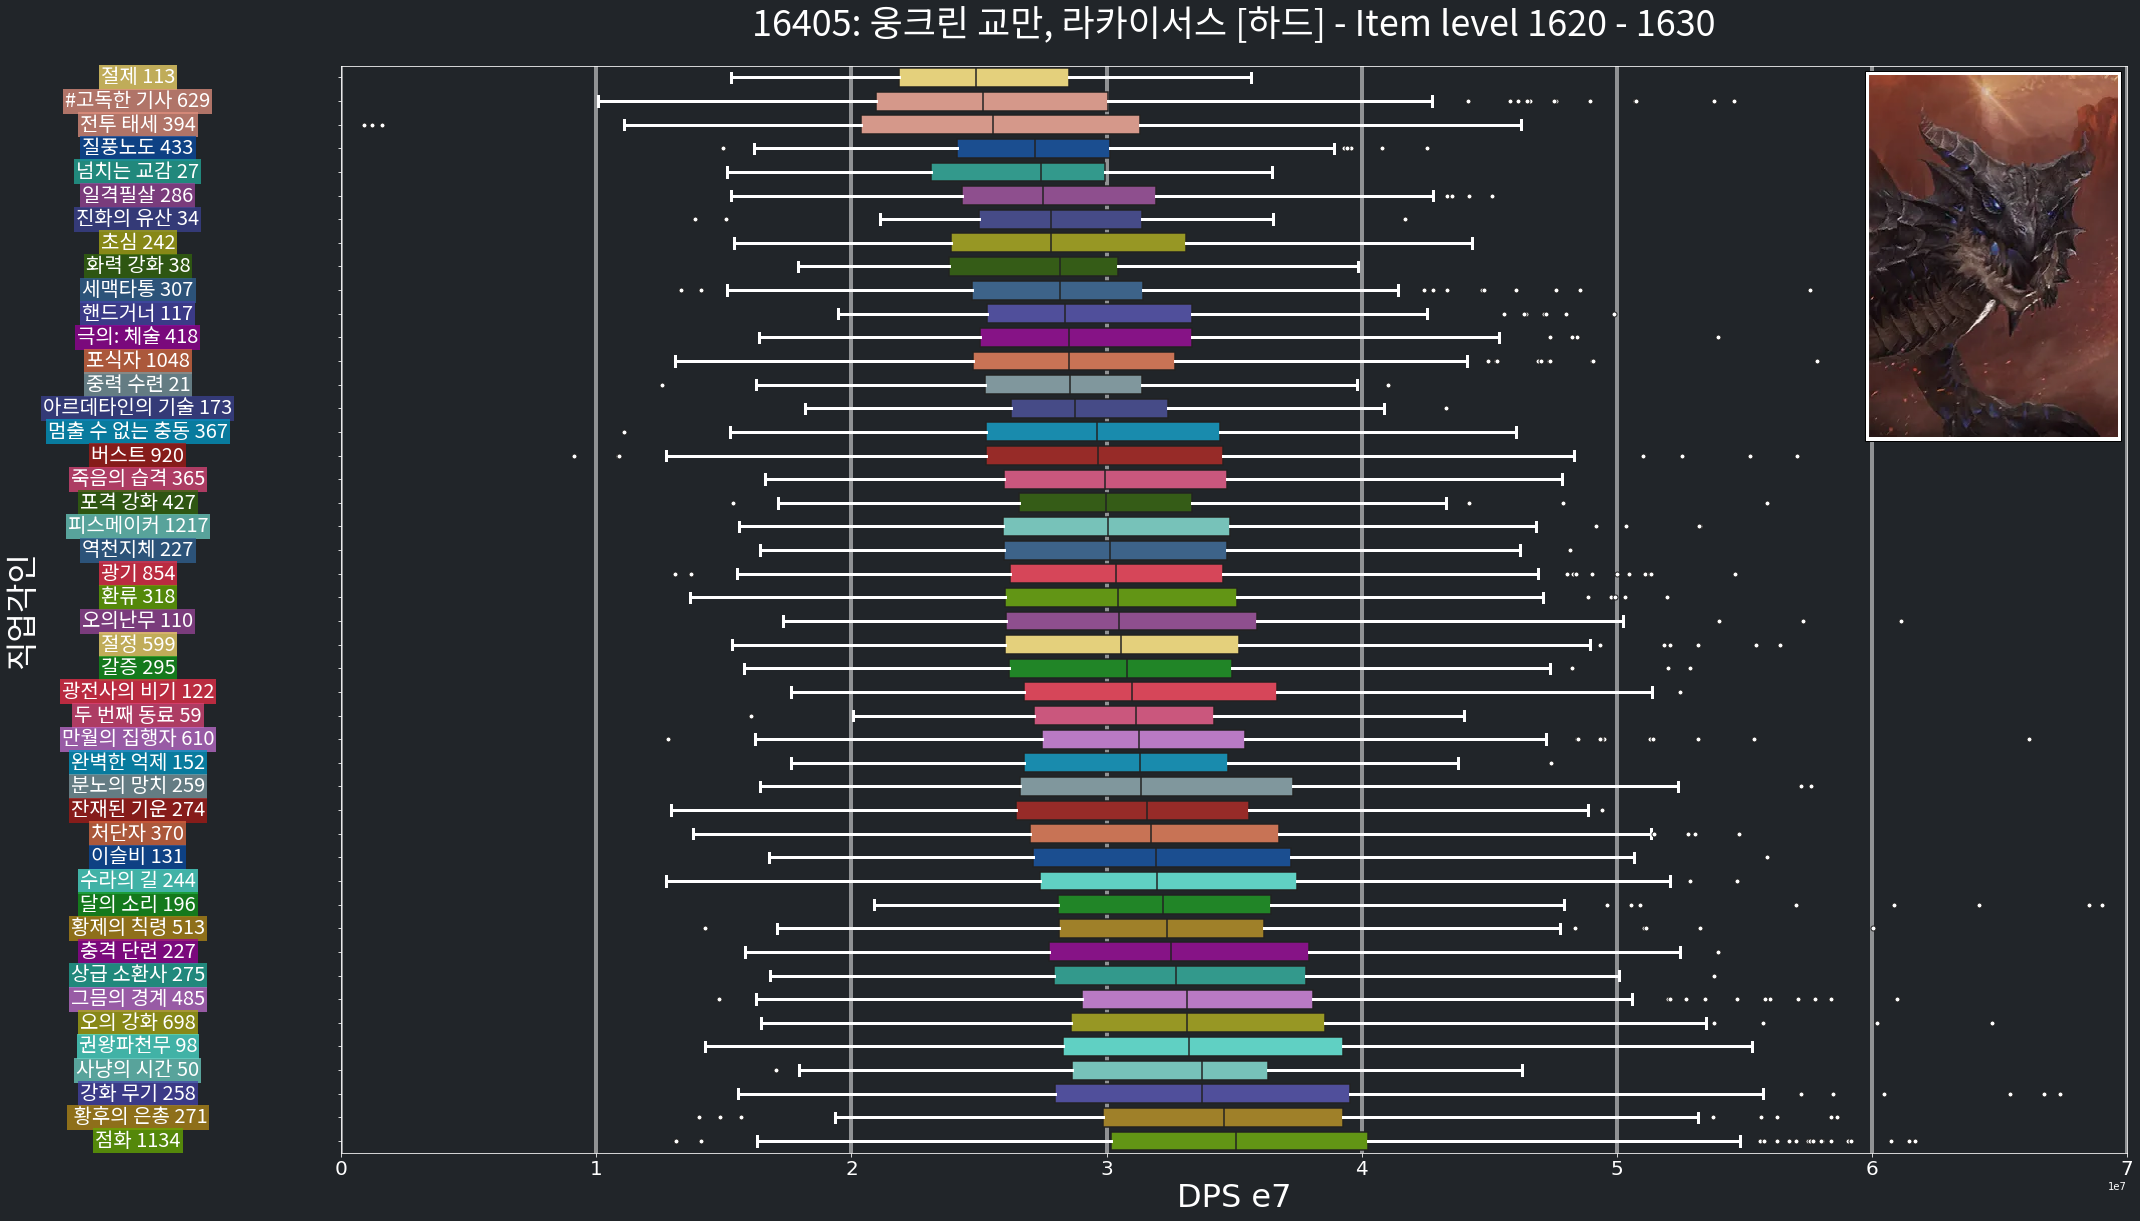 16405: 웅크린 교만, 라카이서스 [하드] - Item level 1620 - 1630
직업각인
절제 113
#고독한 기사 629
전투 태세 394
질풍노도 433
넘치는 교감 27
일격필살 286
진화의 유산 34
초심 242
화력 강화 38
세맥타통 307
핸드거너 117
극의: 체술 418
포식자 1048
중력 수련 21
아르데타인의 기술 173
멈출 수 없는 충동 367
버스트 920
죽음의 습격 365
포격 강화 427
피스메이커 1217
역천지체 227
광기 854
환류 318
오의난무 110
절정 599
갈증 295
광전사의 비기 122
두 번째 동료 59
만월의 집행자 610
완벽한 억제 152
분노의 망치 259
잔재된 기운 274
처단자 370
이슬비 131
수라의 길 244
달의 소리 196
황제의 칙령 513
충격 단련 227
상급 소환사 275
그믐의 경계 485
오의 강화 698
권왕파천무 98
사냥의 시간 50
강화 무기 258
황후의 은총 271
점화 1134
0 1 2 3 4 5 6 7
DPS e7
1e7